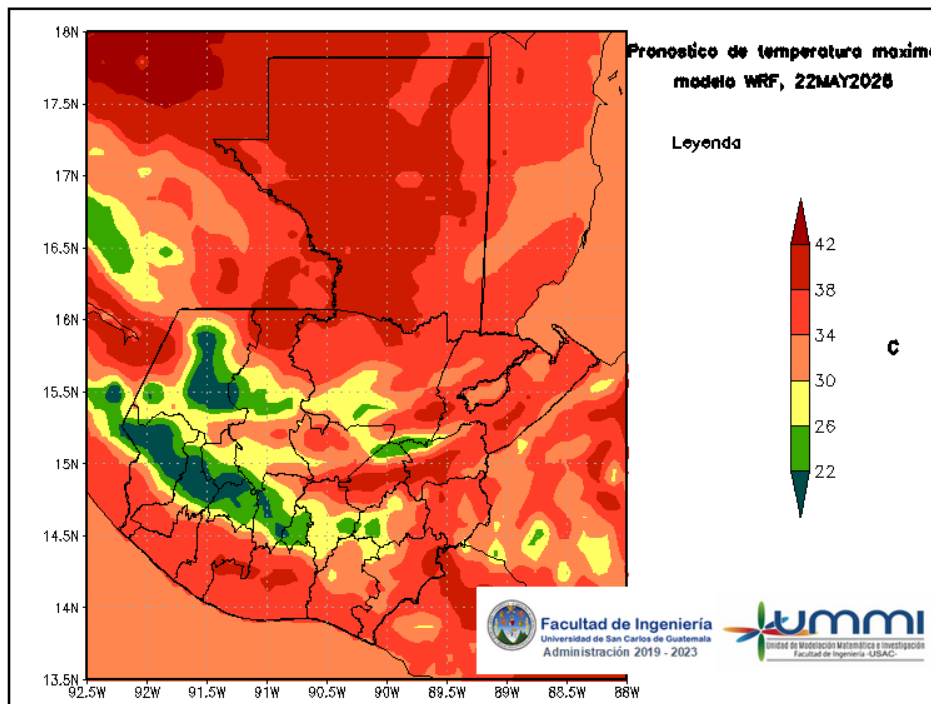 Pronostico de temperatura maxim
modelo WRF, 22MAY2026
Leyenda
42
38
34
30
26
22
C
18N
17.5N
17N
16.5N
16N
15.5N
15N
14.5N
14N
13.5N
92.5W 92W 91.5W 91W 90.5W 90W 89.5W 89W 88.5W 88W
Facultad de Ingeniería
Universidad de San Carlos de Guatemala
Administración 2019 - 2023
UMMI
Unidad de Modelación Matemática e Investigación
Facultad de Ingeniería -USAC-